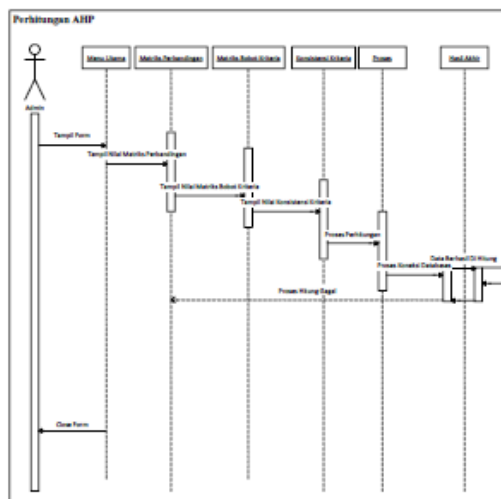 Perhitungan AHP
Menu Utama
Matriks Perbandingan
Matriks Bobot Kriteria
Konsistensi Kriteria
Proses
Hasil Akhir
Admin
Tampil Form
Tampil Nilai Matriks Perbandingan
Tampil Nilai Matriks Bobot Kriteria
Tampil Nilai Konsistensi Kriteria
Proses Perhitungan
Data Berhasil Di Hitung
Proses Koneksi Database
Proses Hitung Gagal
Close Form